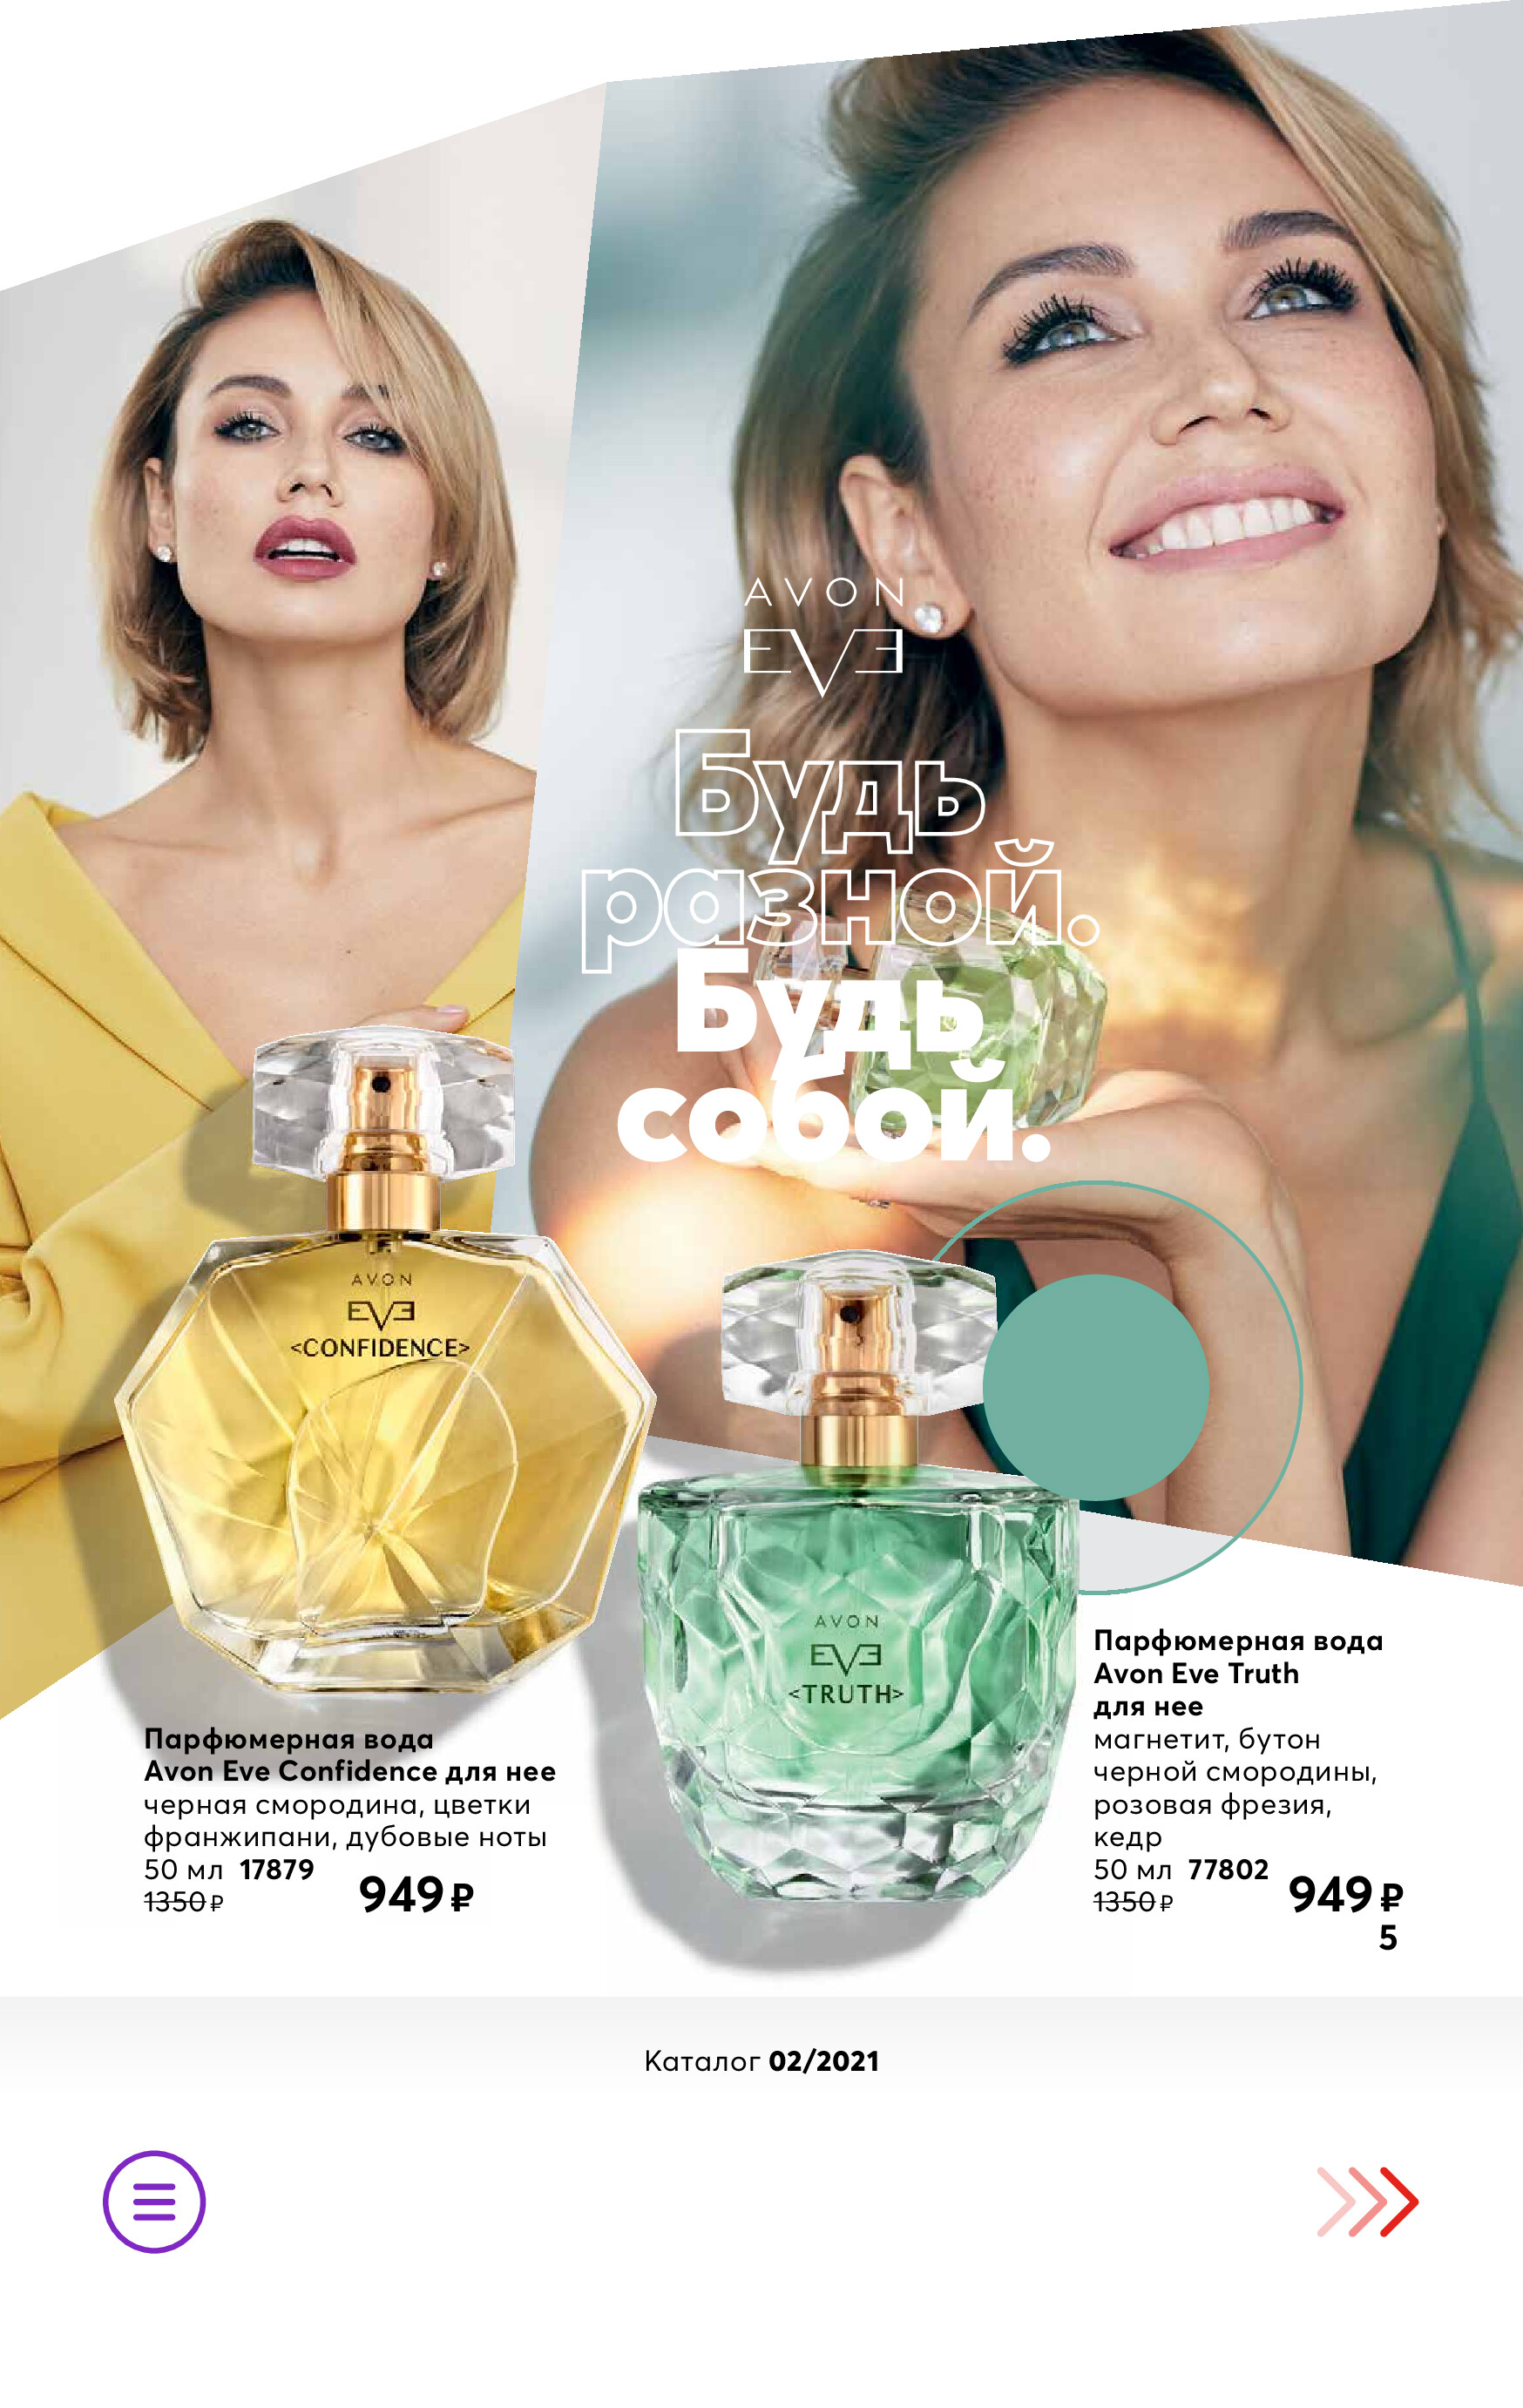 AVON
EVE
Будь
разной.
Будь
собой.
AVON
EVE
<CONFIDENCE>
AVON
EVE
<TRUTH>
Парфюмерная вода
Avon Eve Confidence для нее
черная смородина, цветки
франжипани, дубовые ноты
50 мл 17879
1350 ₽ 949 ₽
Парфюмерная вода
Avon Eve Truth
для нее
магнетит, бутон
черной смородины,
розовая фрезия,
кедр
50 мл 77802
1350 ₽ 949 ₽
5
Каталог 02/2021